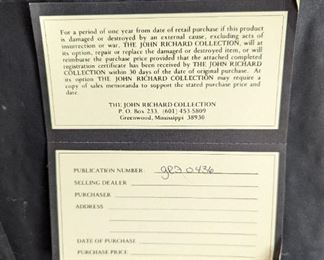 For a period of one year from date of retail purchase if this product
is damaged or destroyed by an external cause, excluding acts of
insurrection or war, THE JOHN RICHARD COLLECTION, will at
its option, repair or replace the damaged or destroyed item, or will
reimburse the purchase price provided that the attached completed
registration certificate has been received by THE JOHN RICHARD
COLLECTION within 30 days of the date of original purchase. At
its option THE JOHN RICHARD COLLECTION may require a
copy of sales memoranda to support the stated purchase price and
date.
THE JOHN RICHARD COLLECTION
P. O. Box 233, (601) 453-5809
Greenwood, Mississippi 38930
PUBLICATION NUMBER: 0436
SELLING DEALER
PURCHASER
ADDRESS
DATE OF PURCHASE
PURCHASE PRICE